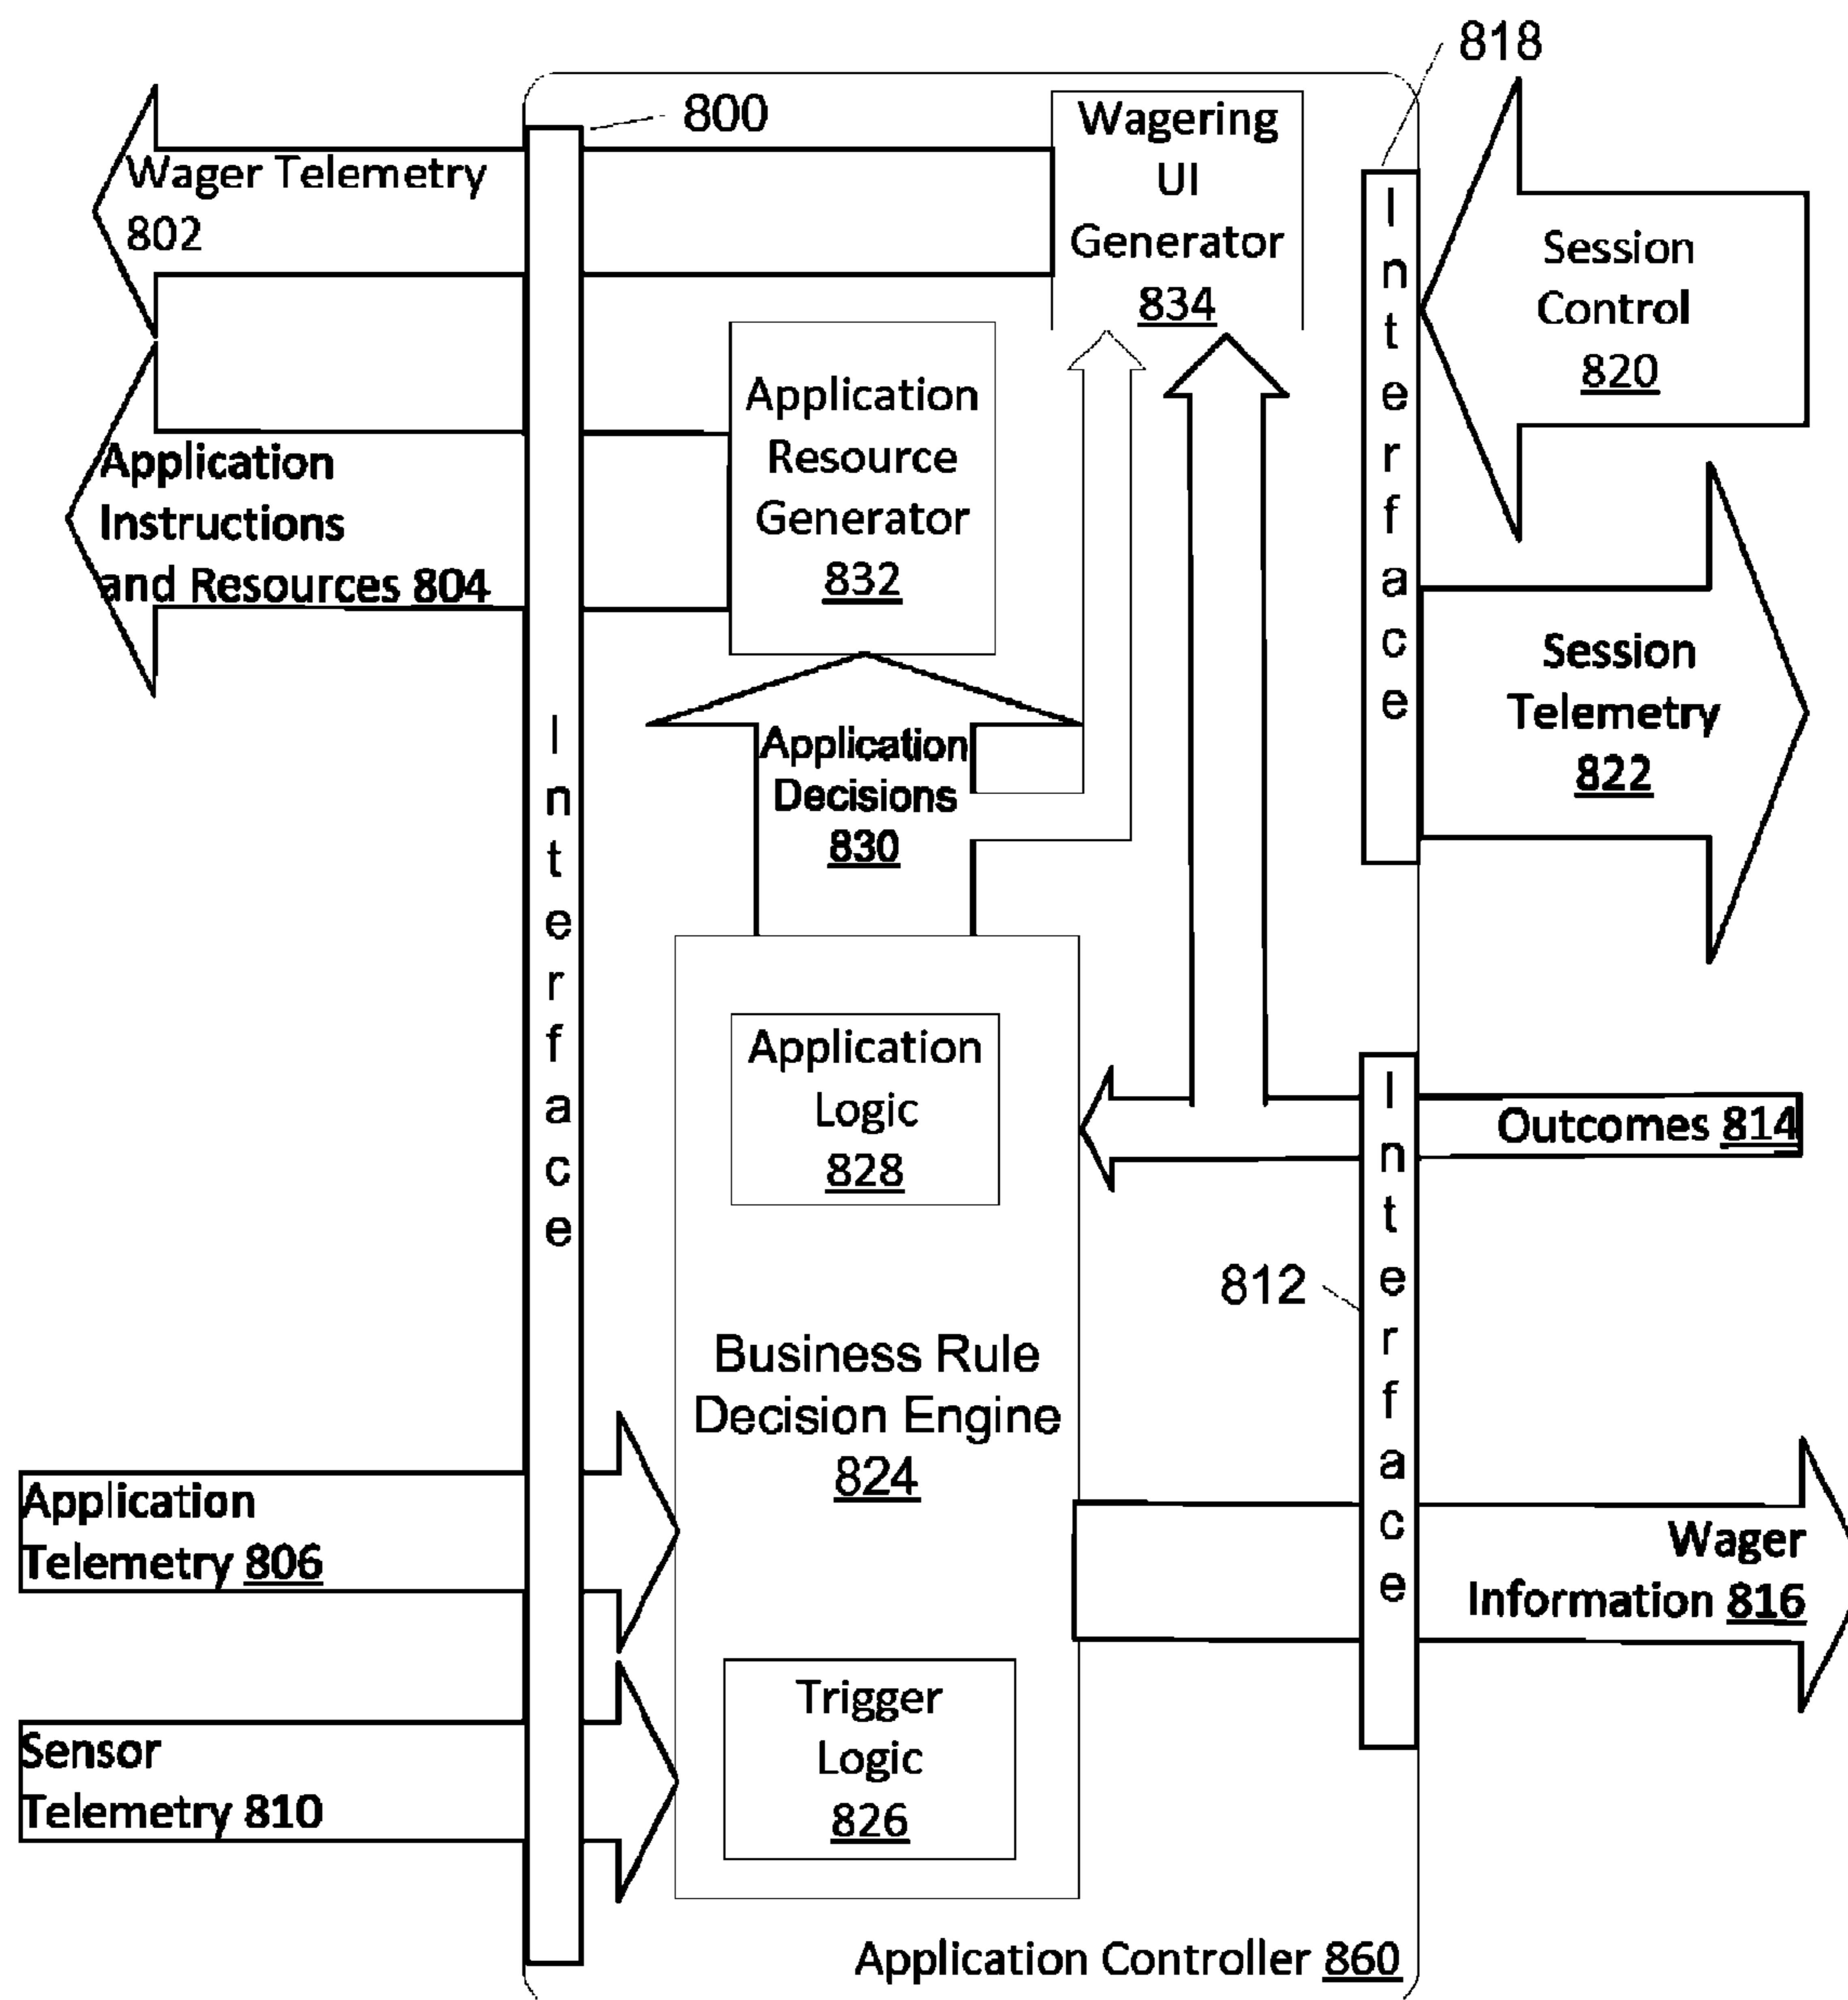 818
800
Wagering
UI
Generator
834
Wager Telemetry
802
Interface
Session
Control
820
Application
Resource
Generator
832
Application
Instructions
and Resources 804
Session
Telemetry
822
Interface
Application
Decisions
830
Application
Logic
828
Interface
Outcomes 814
812
Business Rule
Decision Engine
824
Application
Telemetry 806
Wager
Information 816
Trigger
Logic
826
Sensor
Telemetry 810
Application Controller 860